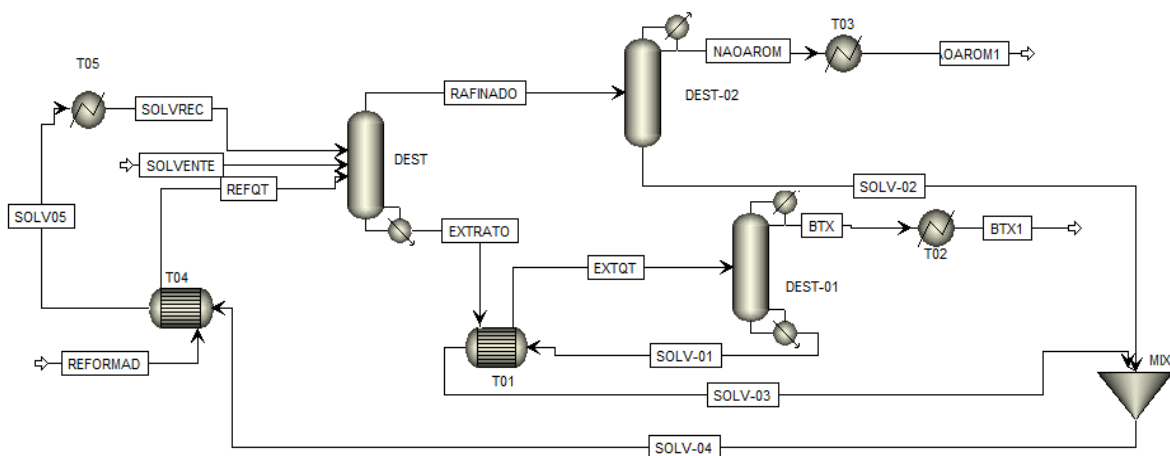 T03
NAOAROM
OAROM1
T05
DEST-02
SOLVREC
RAFINADO
DEST
SOLVENTE
REFQT
SOLV-02
SOLV05
EXTRATO
BTX
BTX1
T02
EXTQT
T04
DEST-01
REFORMAD
SOLV-01
T01
MIX
SOLV-03
SOLV-04